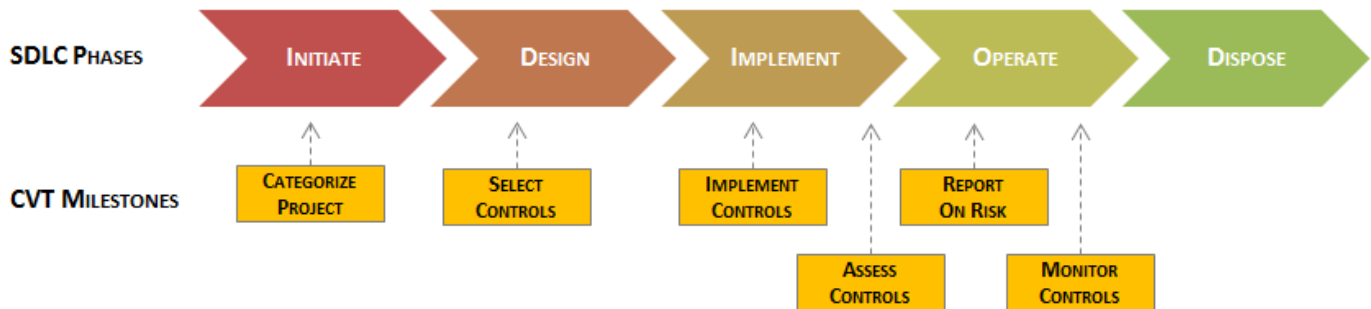 SDLC PHASES
INITIATE
DESIGN
IMPLEMENT
OPERATE
DISPOSE
CVT MILESTONES
CATEGORIZE
PROJECT
SELECT
CONTROLS
IMPLEMENT
CONTROLS
REPORT
ON RISK
ASSESS
CONTROLS
MONITOR
CONTROLS